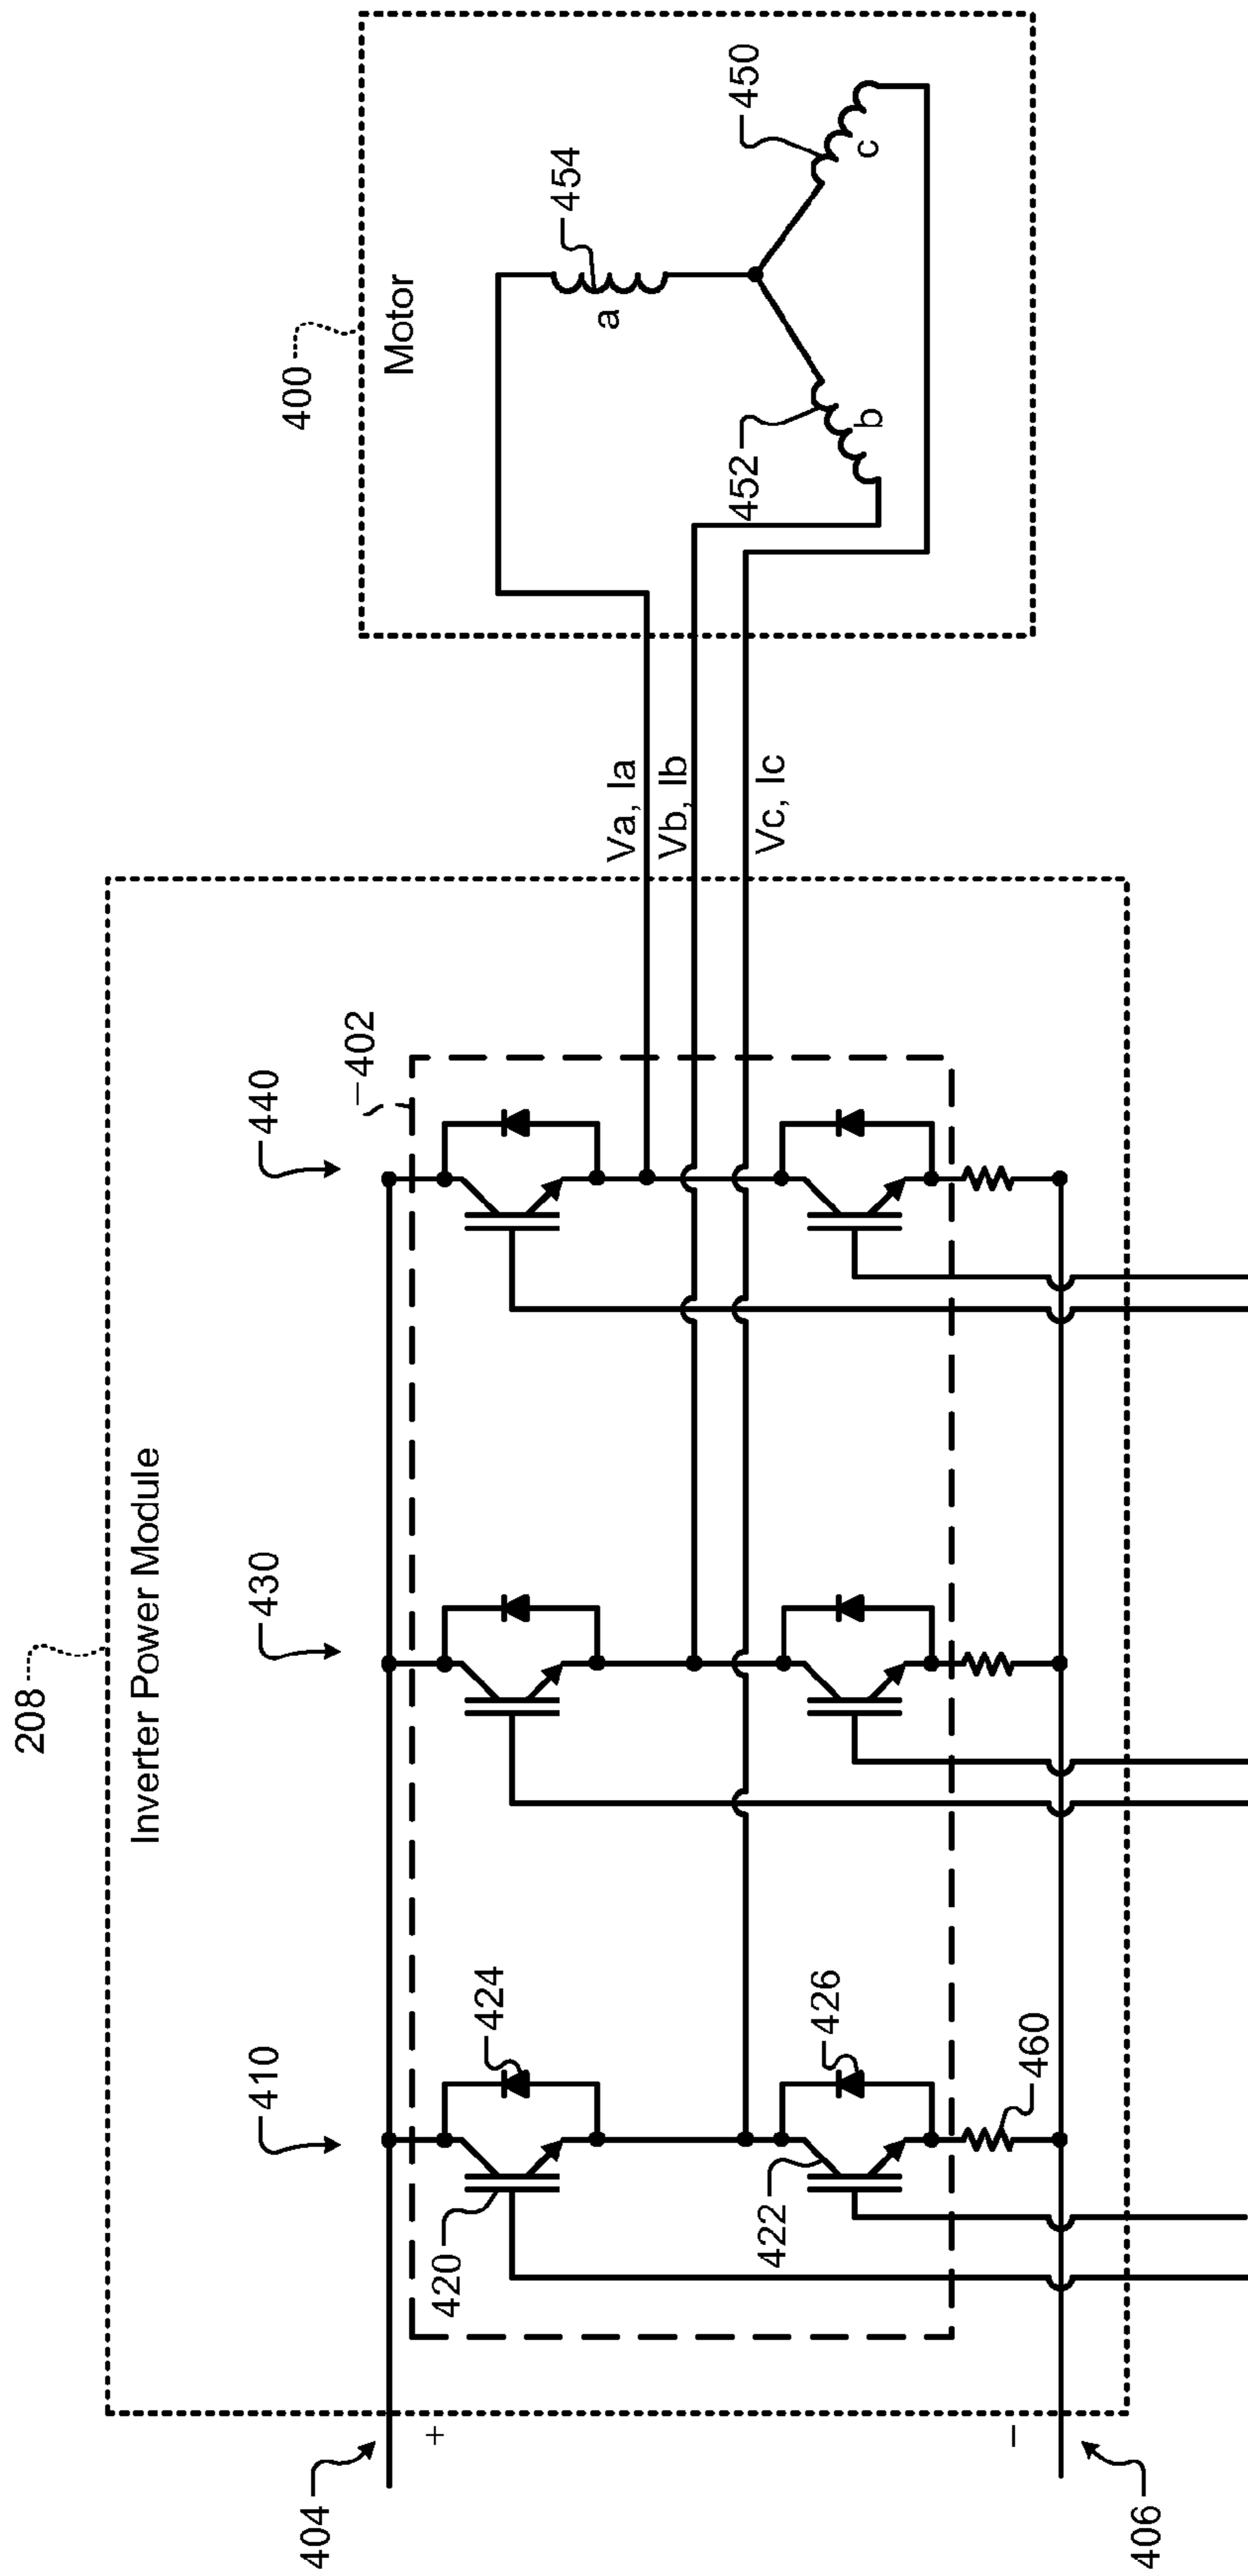 208
Inverter Power Module
410
430
440
402
404
+
420
424
422
426
460
−
406
Va, Ia
Vb, Ib
Vc, Ic
400
Motor
454
a
452
b
450
c